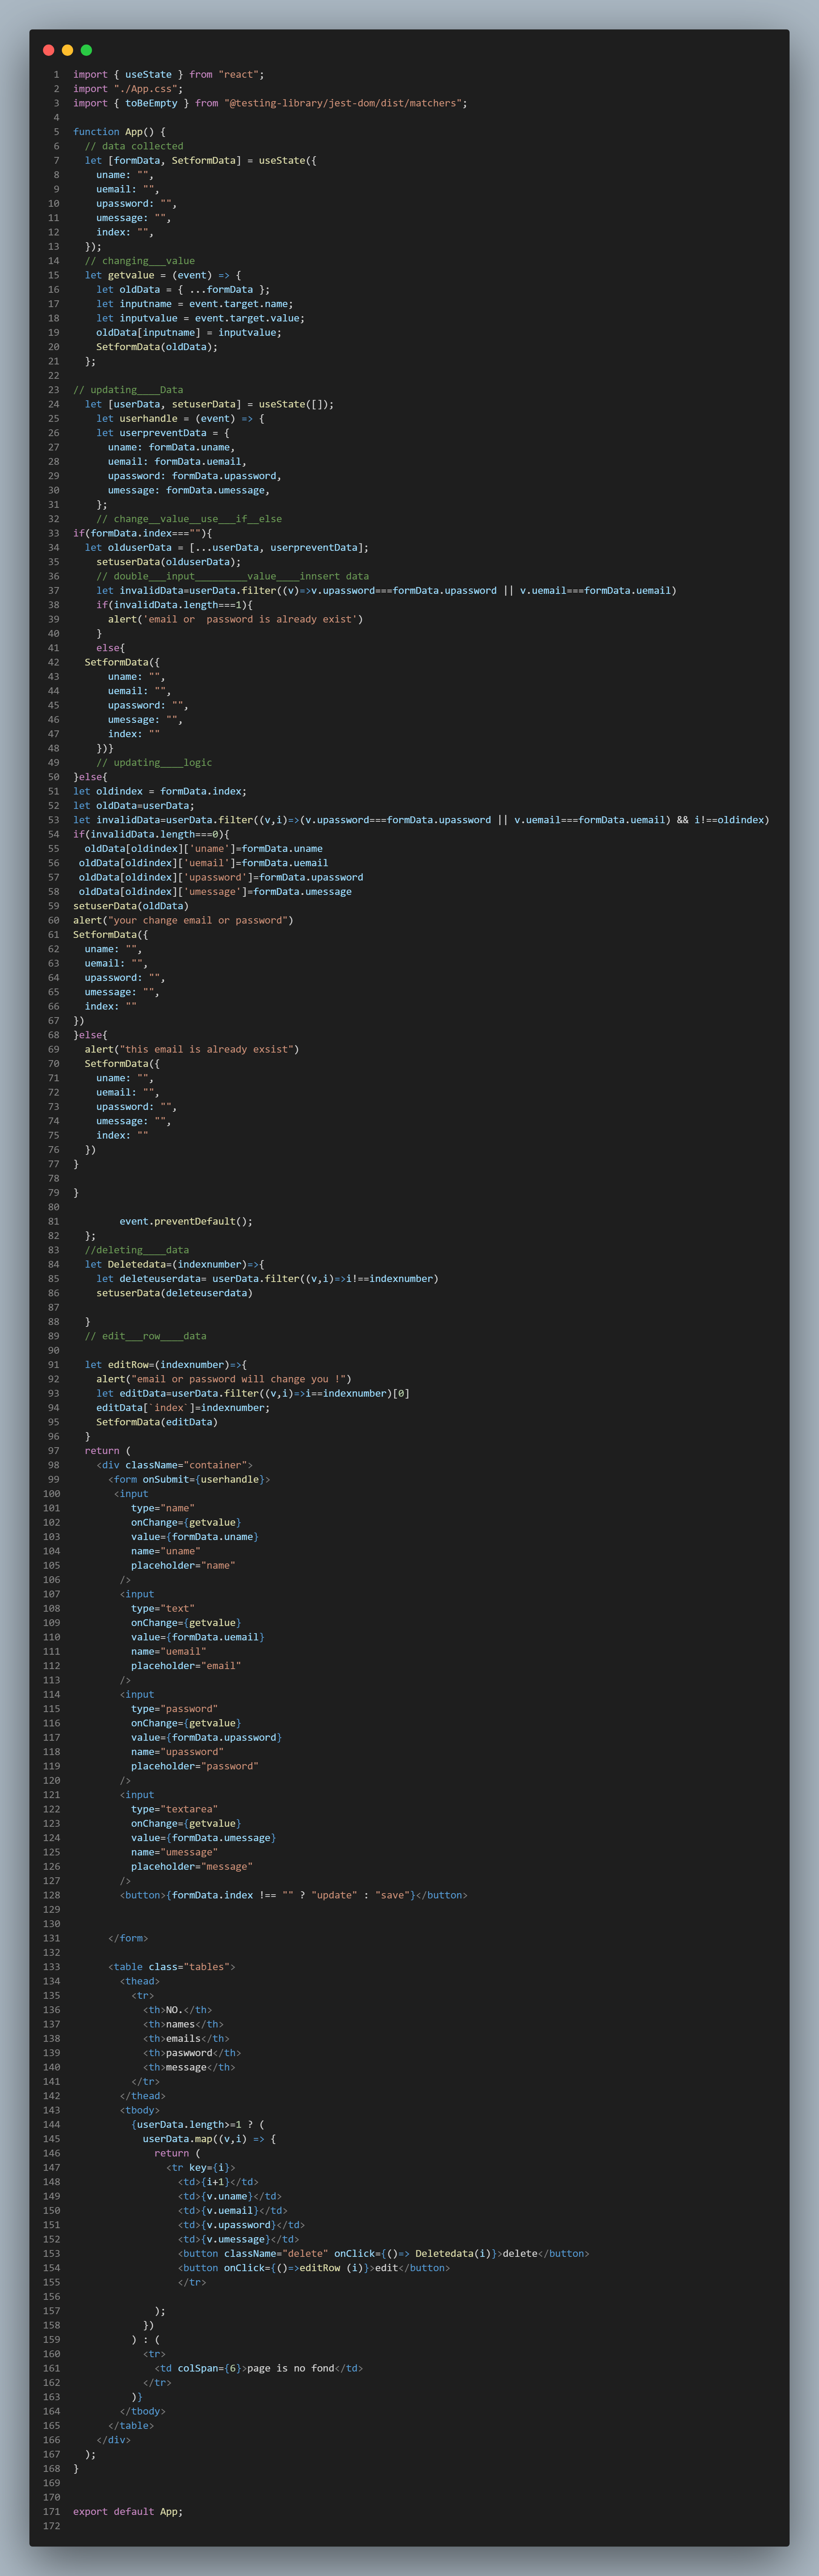 1 import { useState } from "react";
2 import "./App.css";
3 import { toBeEmpty } from "@testing-library/jest-dom/dist/matchers";
4
5 function App() {
6   // data collected
7   let [formData, SetformData] = useState({
8     uname: "",
9     uemail: "",
10     upassword: "",
11     umessage: "",
12     index: "",
13   });
14   // changing___value
15   let getvalue = (event) => {
16     let oldData = { ...formData };
17     let inputname = event.target.name;
18     let inputvalue = event.target.value;
19     oldData[inputname] = inputvalue;
20     SetformData(oldData);
21   };
22
23 // updating____Data
24   let [userData, setuserData] = useState([]);
25     let userhandle = (event) => {
26     let userpreventData = {
27       uname: formData.uname,
28       uemail: formData.uemail,
29       upassword: formData.upassword,
30       umessage: formData.umessage,
31     };
32     // change__value__use___if__else
33 if(formData.index===""){
34   let olduserData = [...userData, userpreventData];
35     setuserData(olduserData);
36     // double___input_________value____innsert data
37     let invalidData=userData.filter((v)=>v.upassword===formData.upassword || v.uemail===formData.uemail)
38     if(invalidData.length===1){
39       alert('email or  password is already exist')
40     }
41     else{
42   SetformData({
43       uname: "",
44       uemail: "",
45       upassword: "",
46       umessage: "",
47       index: ""
48     })}
49     // updating____logic
50 }else{
51 let oldindex = formData.index;
52 let oldData=userData;
53 let invalidData=userData.filter((v,i)=>(v.upassword===formData.upassword || v.uemail===formData.uemail) && i!==oldindex)
54 if(invalidData.length===0){
55   oldData[oldindex]['uname']=formData.uname
56  oldData[oldindex]['uemail']=formData.uemail
57  oldData[oldindex]['upassword']=formData.upassword
58  oldData[oldindex]['umessage']=formData.umessage
59 setuserData(oldData)
60 alert("your change email or password")
61 SetformData({
62   uname: "",
63   uemail: "",
64   upassword: "",
65   umessage: "",
66   index: ""
67 })
68 }else{
69   alert("this email is already exsist")
70   SetformData({
71     uname: "",
72     uemail: "",
73     upassword: "",
74     umessage: "",
75     index: ""
76   })
77 }
78
79 }
80
81         event.preventDefault();
82   };
83   //deleting____data
84   let Deletedata=(indexnumber)=>{
85     let deleteuserdata= userData.filter((v,i)=>i!==indexnumber)
86     setuserData(deleteuserdata)
87
88   }
89   // edit___row____data
90
91   let editRow=(indexnumber)=>{
92     alert("email or password will change you !")
93     let editData=userData.filter((v,i)=>i==indexnumber)[0]
94     editData[`index`]=indexnumber;
95     SetformData(editData)
96   }
97   return (
98     <div className="container">
99       <form onSubmit={userhandle}>
100        <input
101           type="name"
102           onChange={getvalue}
103           value={formData.uname}
104           name="uname"
105           placeholder="name"
106         />
107         <input
108           type="text"
109           onChange={getvalue}
110           value={formData.uemail}
111           name="uemail"
112           placeholder="email"
113         />
114         <input
115           type="password"
116           onChange={getvalue}
117           value={formData.upassword}
118           name="upassword"
119           placeholder="password"
120         />
121         <input
122           type="textarea"
123           onChange={getvalue}
124           value={formData.umessage}
125           name="umessage"
126           placeholder="message"
127         />
128         <button>{formData.index !== "" ? "update" : "save"}</button>
129
130
131       </form>
132
133       <table class="tables">
134         <thead>
135           <tr>
136             <th>NO.</th>
137             <th>names</th>
138             <th>emails</th>
139             <th>paswword</th>
140             <th>message</th>
141           </tr>
142         </thead>
143         <tbody>
144           {userData.length>=1 ? (
145             userData.map((v,i) => {
146               return (
147                 <tr key={i}>
148                   <td>{i+1}</td>
149                   <td>{v.uname}</td>
150                   <td>{v.uemail}</td>
151                   <td>{v.upassword}</td>
152                   <td>{v.umessage}</td>
153                   <button className="delete" onClick={()=> Deletedata(i)}>delete</button>
154                   <button onClick={()=>editRow (i)}>edit</button>
155                   </tr>
156
157               );
158             })
159           ) : (
160             <tr>
161               <td colSpan={6}>page is no fond</td>
162             </tr>
163           )}
164         </tbody>
165       </table>
166     </div>
167   );
168 }
169
170
171 export default App;
172